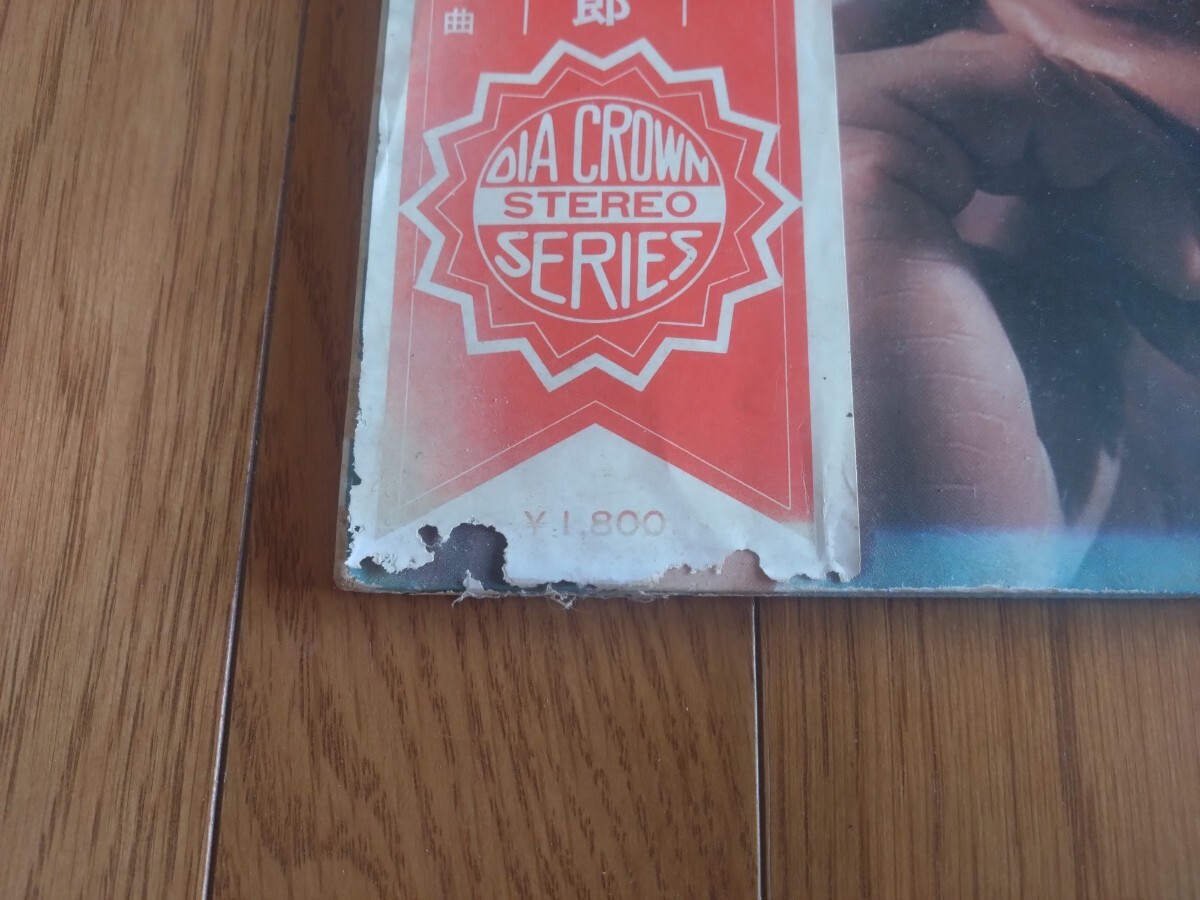 郎
曲
DIA CROWN
STEREO
SERIES
¥1,800